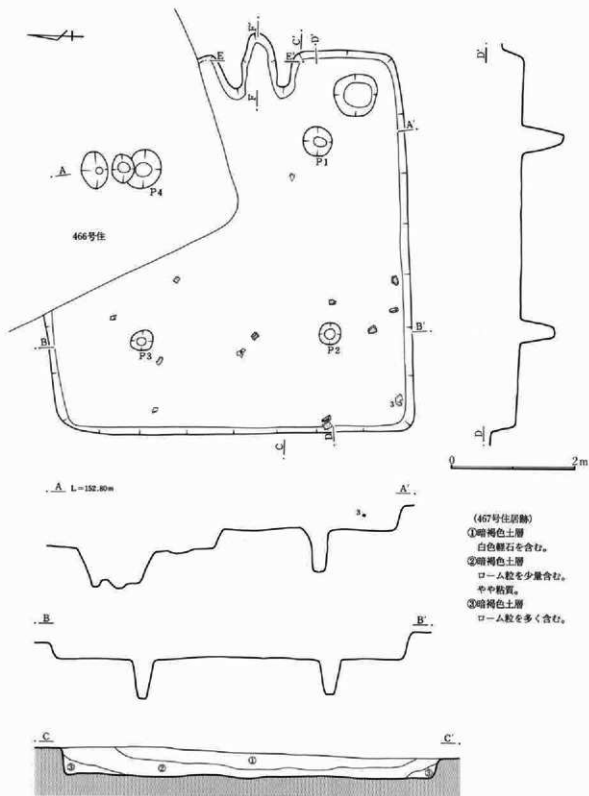 E
F'
F
E'
C'
D'
A'
P1
A
P4
466号住
B
P3
P2
B'
3
C
D
D'
D
0 2m
A L=152.80m A'
3
B B'
C C'
① ② ③ ③
(467号住居跡)
①暗褐色土層
白色軽石を含む。
②暗褐色土層
ローム粒を少量含む。
やや粘質。
③暗褐色土層
ローム粒を多く含む。